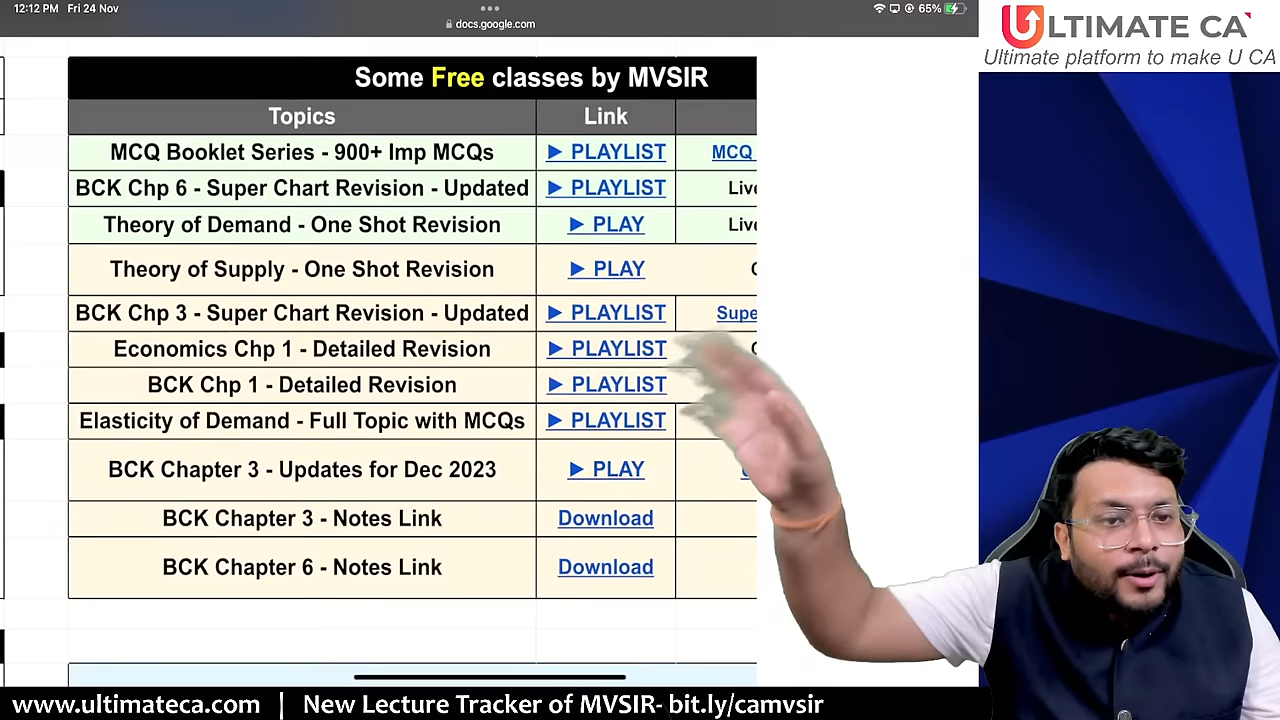 12:12 PM Fri 24 Nov
65%
docs.google.com
ULTIMATE CA
Ultimate platform to make U CA
Some Free classes by MVSIR
Topics Link
MCQ Booklet Series - 900+ Imp MCQs ► PLAYLIST MCQ
BCK Chp 6 - Super Chart Revision - Updated ► PLAYLIST
Theory of Demand - One Shot Revision ► PLAY
Theory of Supply - One Shot Revision ► PLAY
BCK Chp 3 - Super Chart Revision - Updated ► PLAYLIST
Economics Chp 1 - Detailed Revision ► PLAYLIST
BCK Chp 1 - Detailed Revision ► PLAYLIST
Elasticity of Demand - Full Topic with MCQs ► PLAYLIST
BCK Chapter 3 - Updates for Dec 2023 ► PLAY
BCK Chapter 3 - Notes Link Download
BCK Chapter 6 - Notes Link Download
www.ultimateca.com | New Lecture Tracker of MVSIR- bit.ly/camvsir